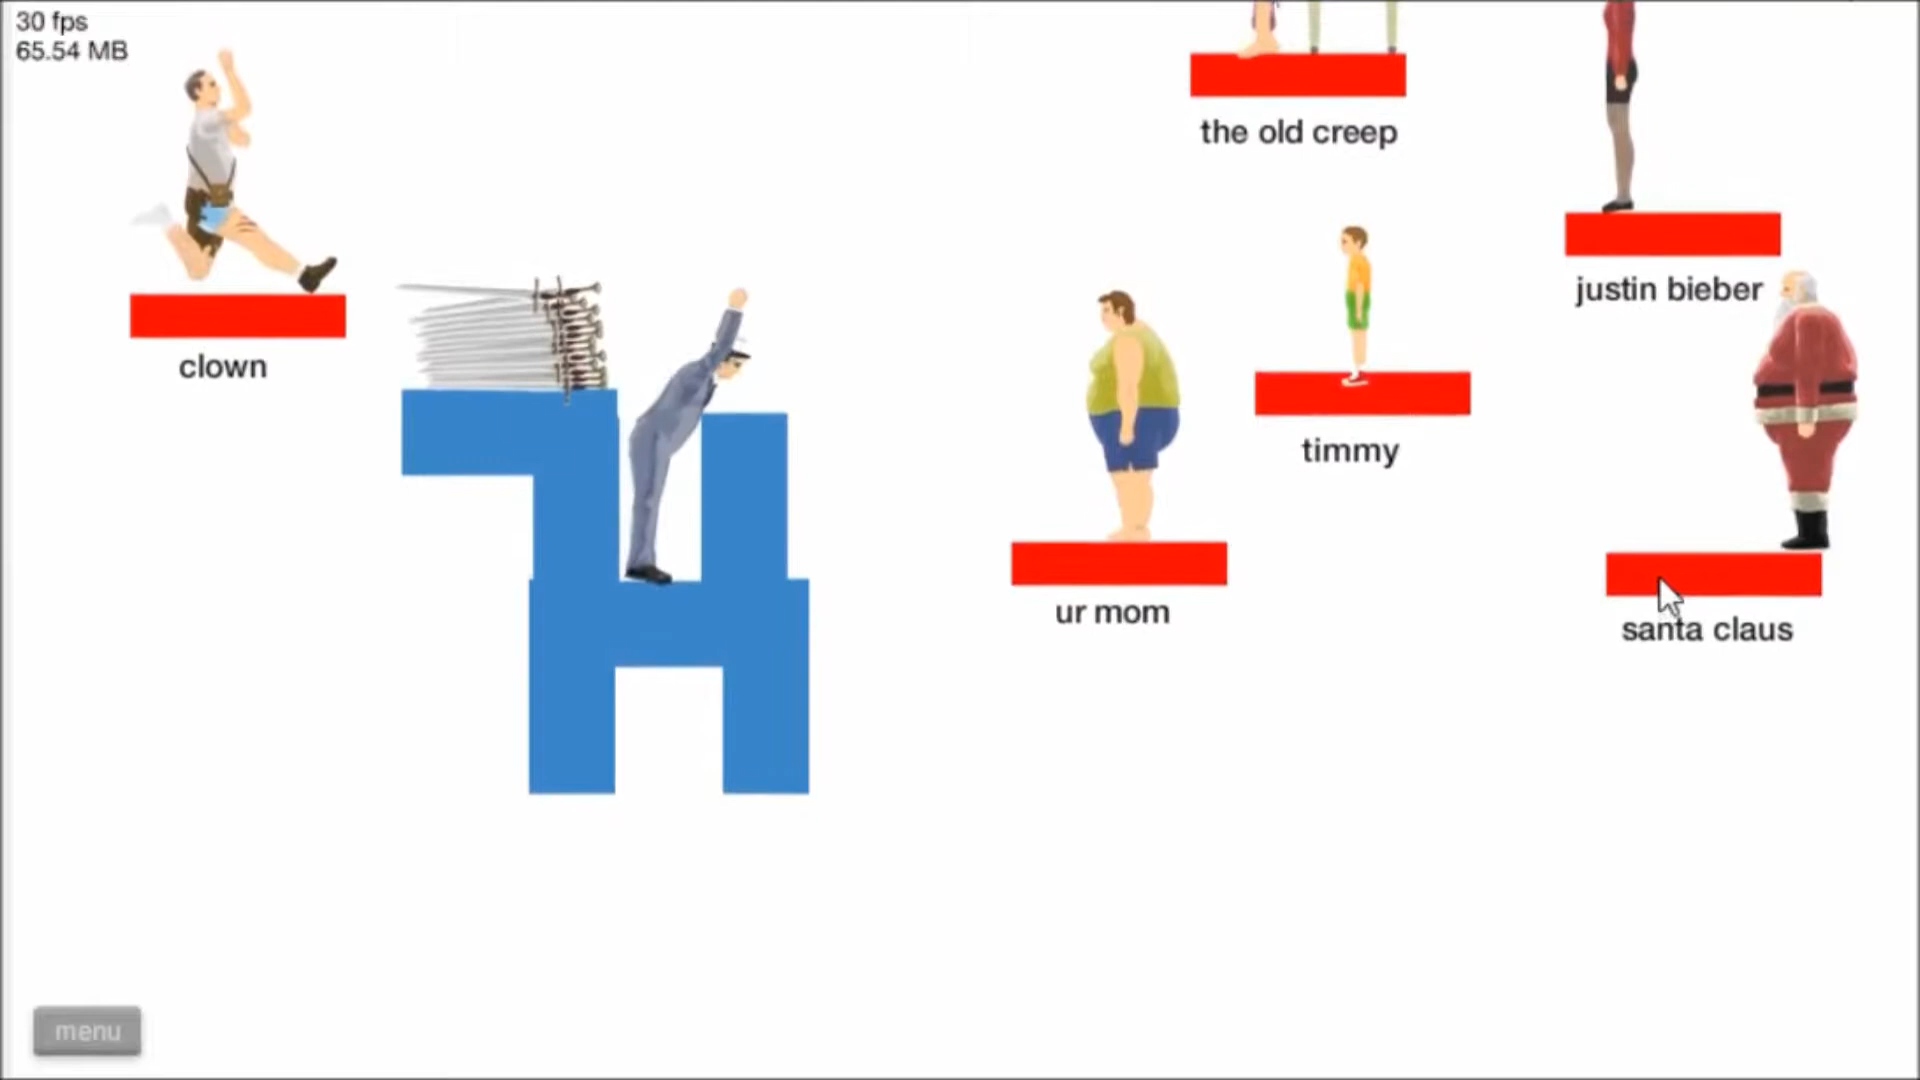 30 fps
65.54 MB
the old creep
justin bieber
clown
timmy
ur mom
santa claus
menu